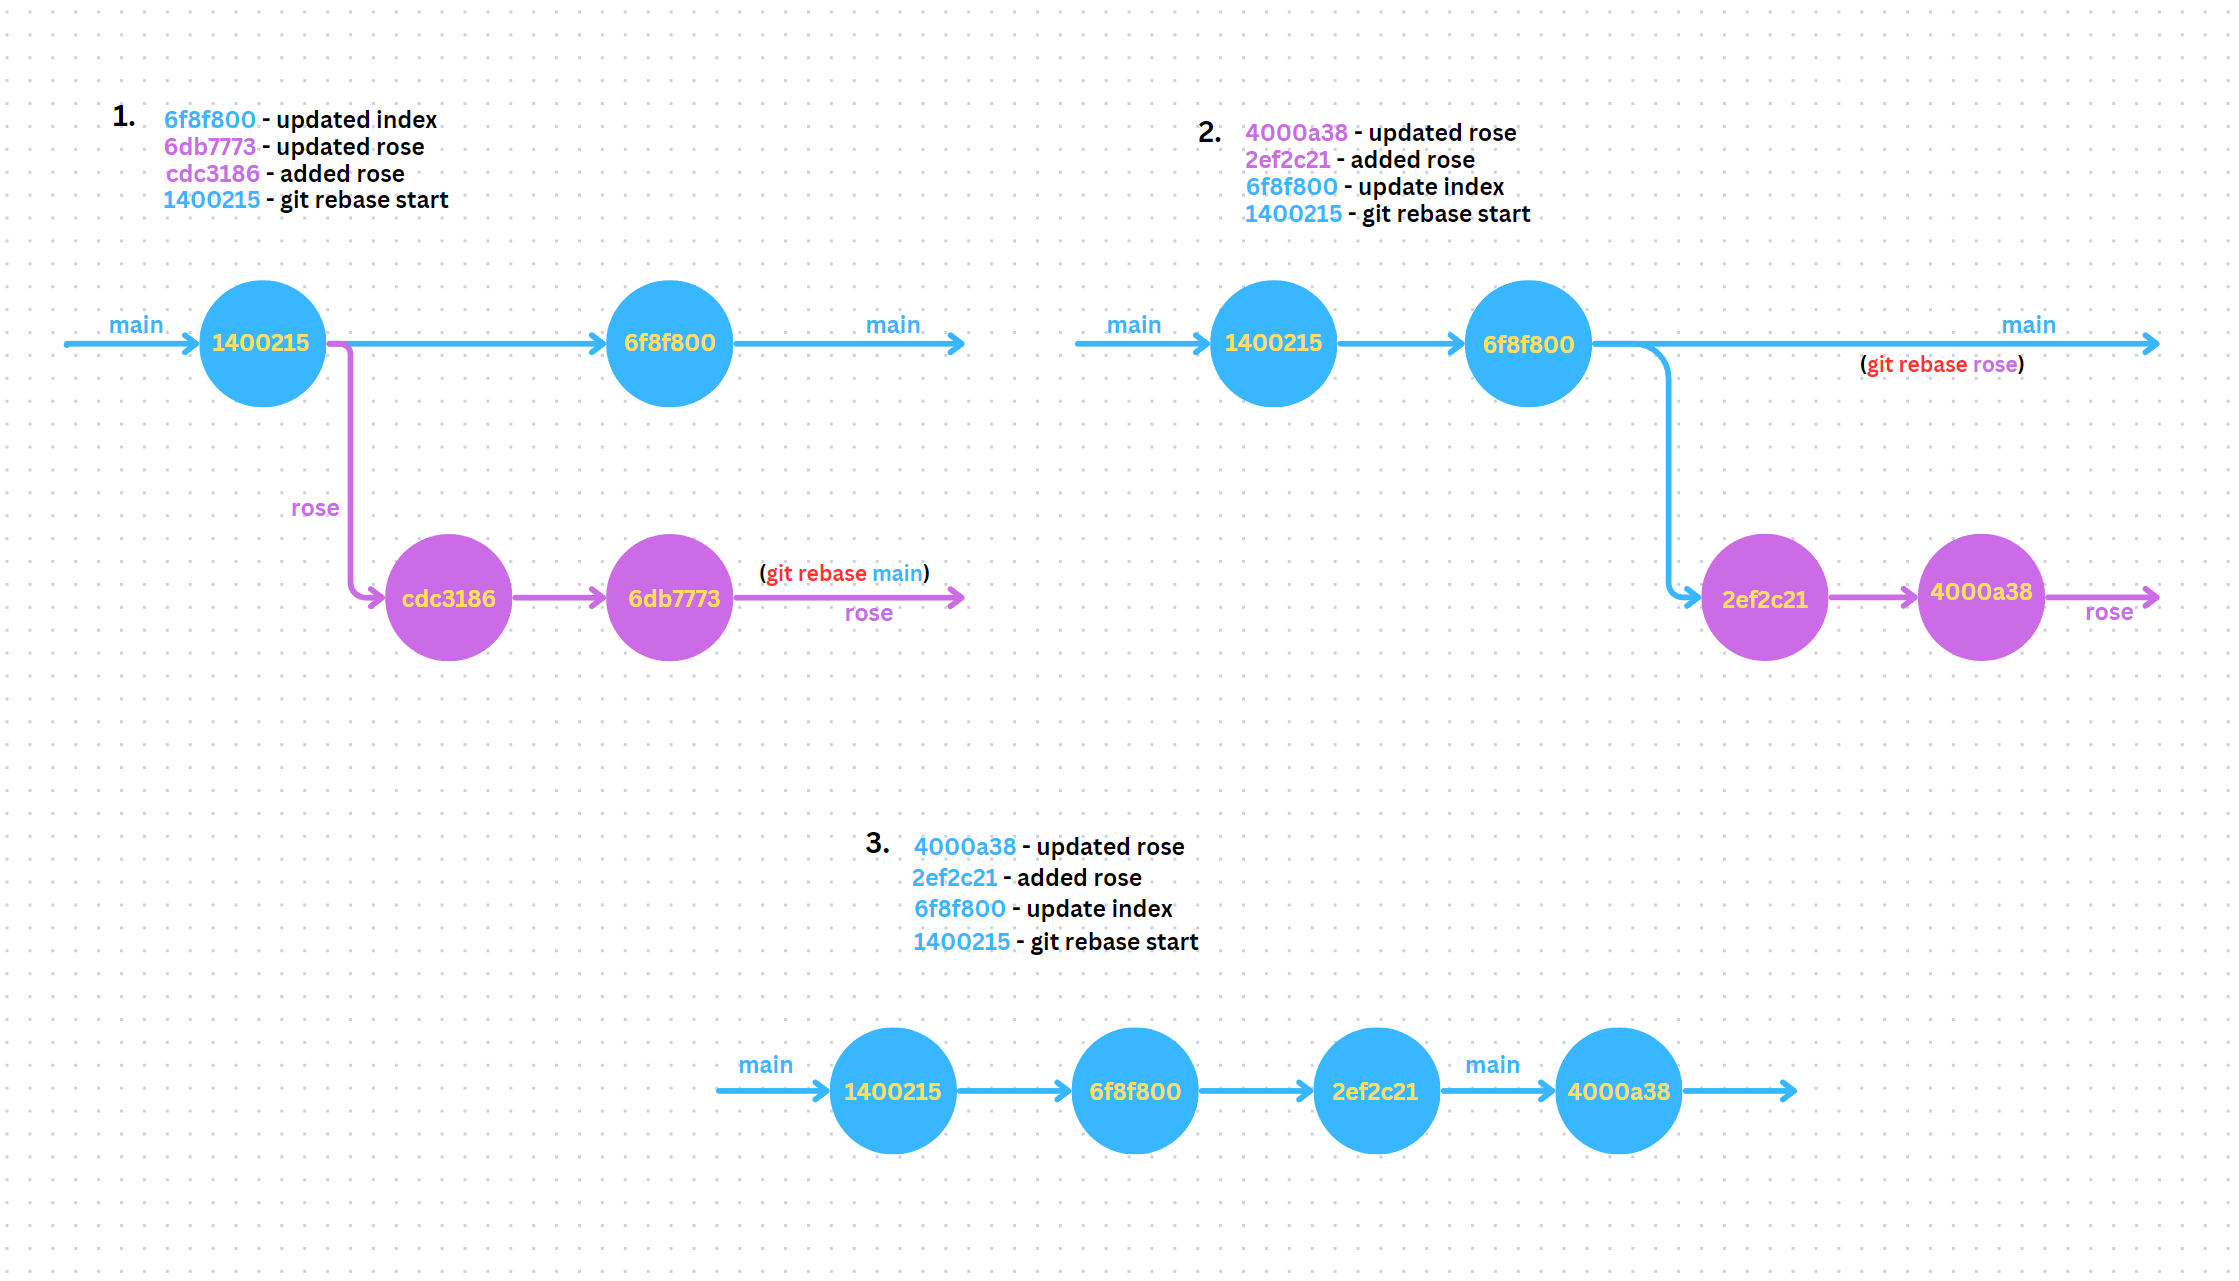 1.
6f8f800 - updated index
6db7773 - updated rose
cdc3186 - added rose
1400215 - git rebase start
main
1400215
6f8f800
main
rose
cdc3186
6db7773
(git rebase main)
rose
2.
4000a38 - updated rose
2ef2c21 - added rose
6f8f800 - update index
1400215 - git rebase start
main
1400215
6f8f800
main
(git rebase rose)
2ef2c21
4000a38
rose
3.
4000a38 - updated rose
2ef2c21 - added rose
6f8f800 - update index
1400215 - git rebase start
main
1400215
6f8f800
2ef2c21
main
4000a38